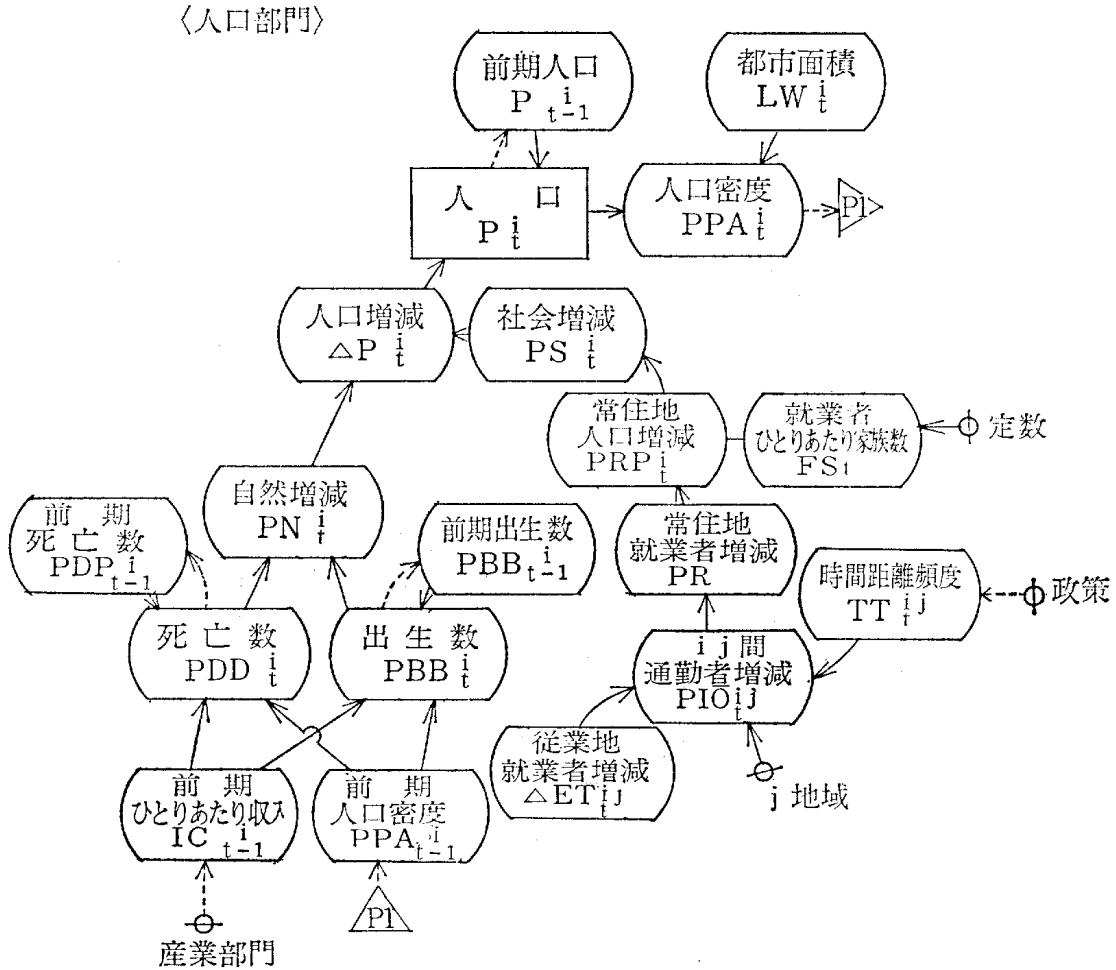 〈人口部門〉
前期人口
P i t-1
都市面積
LW i t
人口
P i t
人口密度
PPA i t
P1
人口増減
△P i t
社会増減
PS i t
常住地
人口増減
PRP i t
就業者
ひとりあたり家族数
FSt
定数
自然増減
PN i t
前期
死亡数
PDP i t-1
前期出生数
PBB i t-1
常住地
就業者増減
PR
時間距離頻度
TT ij t
政策
死亡数
PDD i t
出生数
PBB i t
ij間
通勤者増減
PIO ij t
従業地
就業者増減
△ET ij t
j地域
前期
ひとりあたり収入
IC i t-1
前期
人口密度
PPA i t-1
P1
産業部門